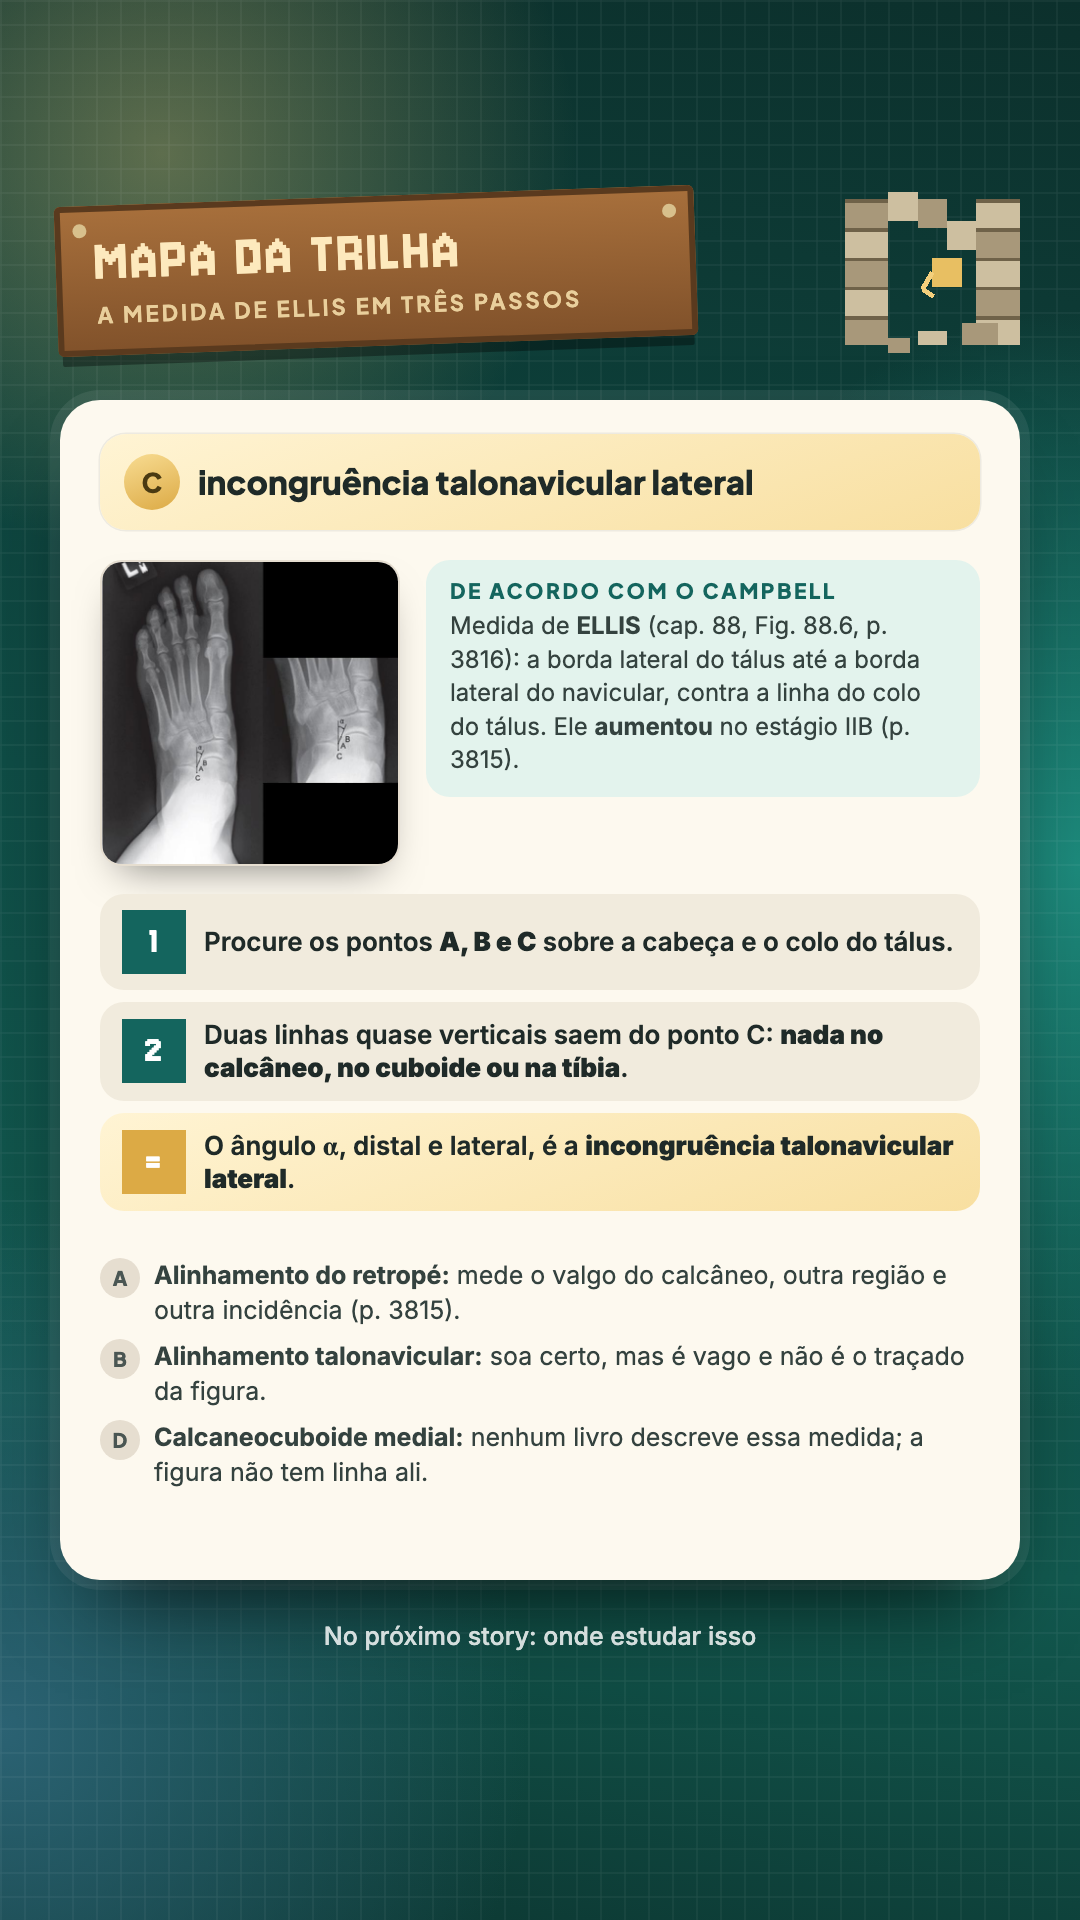 MAPA DA TRILHA
A MEDIDA DE ELLIS EM TRÊS PASSOS
C incongruência talonavicular lateral
DE ACORDO COM O CAMPBELL
Medida de ELLIS (cap. 88, Fig. 88.6, p.
3816): a borda lateral do tálus até a borda
lateral do navicular, contra a linha do colo
do tálus. Ele aumentou no estágio IIB (p.
3815).
α
B
A
C
α
B
A
C
1 Procure os pontos A, B e C sobre a cabeça e o colo do tálus.
2 Duas linhas quase verticais saem do ponto C: nada no
calcâneo, no cuboide ou na tíbia.
= O ângulo α, distal e lateral, é a incongruência talonavicular
lateral.
A Alinhamento do retropé: mede o valgo do calcâneo, outra região e
outra incidência (p. 3815).
B Alinhamento talonavicular: soa certo, mas é vago e não é o traçado
da figura.
D Calcaneocuboide medial: nenhum livro descreve essa medida; a
figura não tem linha ali.
No próximo story: onde estudar isso